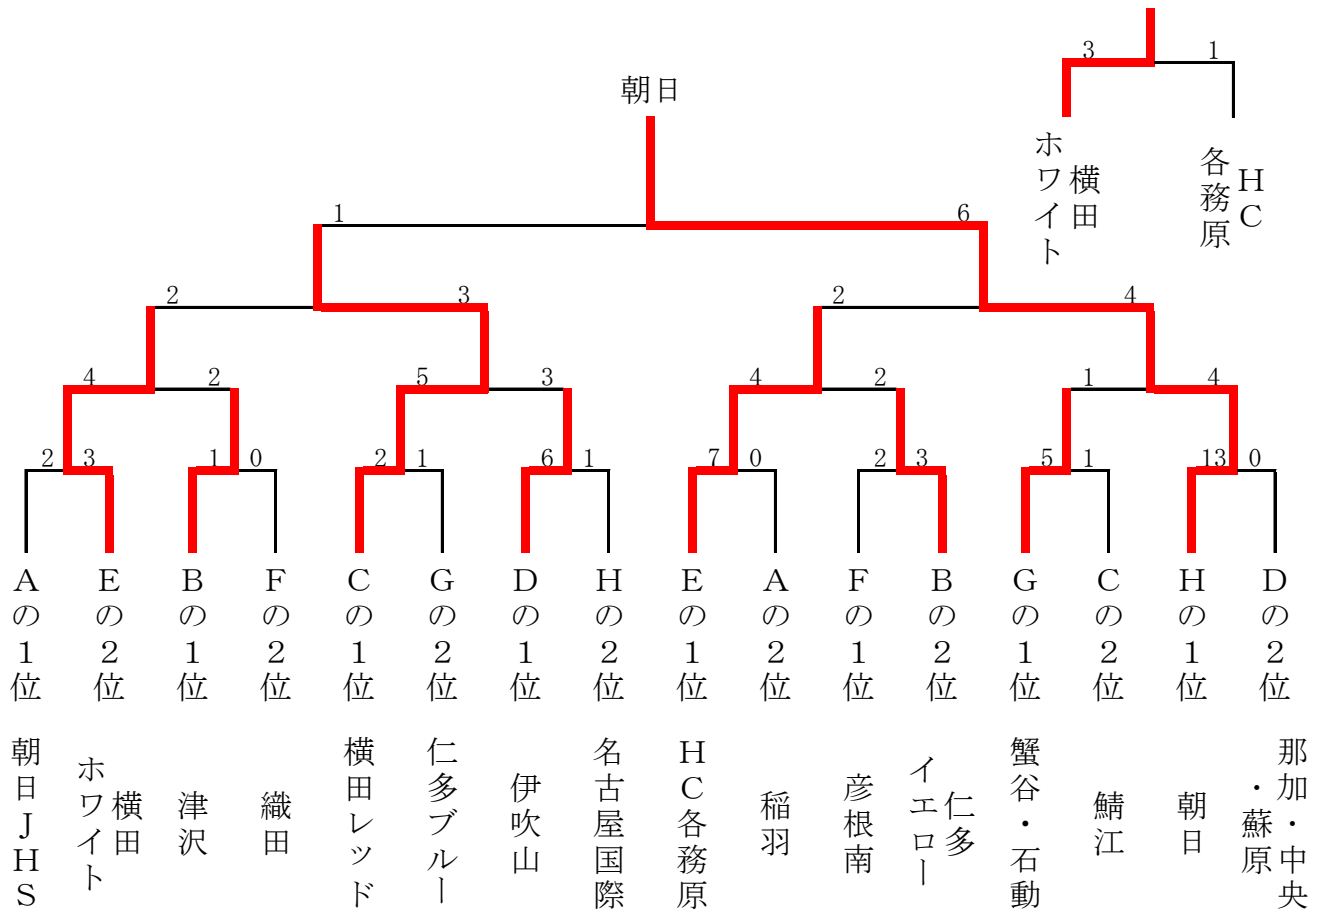 3 1
朝日
横田
ホワイト
HC
各務原
1 6
2 3 2 4
4 2 5 3 4 2 1 4
2 3 1 0 2 1 6 1 7 0 2 3 5 1 13 0
Aの1位
Eの2位
Bの1位
Fの2位
Cの1位
Gの2位
Dの1位
Hの2位
Eの1位
Aの2位
Fの1位
Bの2位
Gの1位
Cの2位
Hの1位
Dの2位
朝日JHS
横田
ホワイト
津沢
織田
横田レッド
仁多ブルー
伊吹山
名古屋国際
HC各務原
稲羽
彦根南
仁多
イエロー
蟹谷・石動
鯖江
朝日
那加・中央
・蘇原